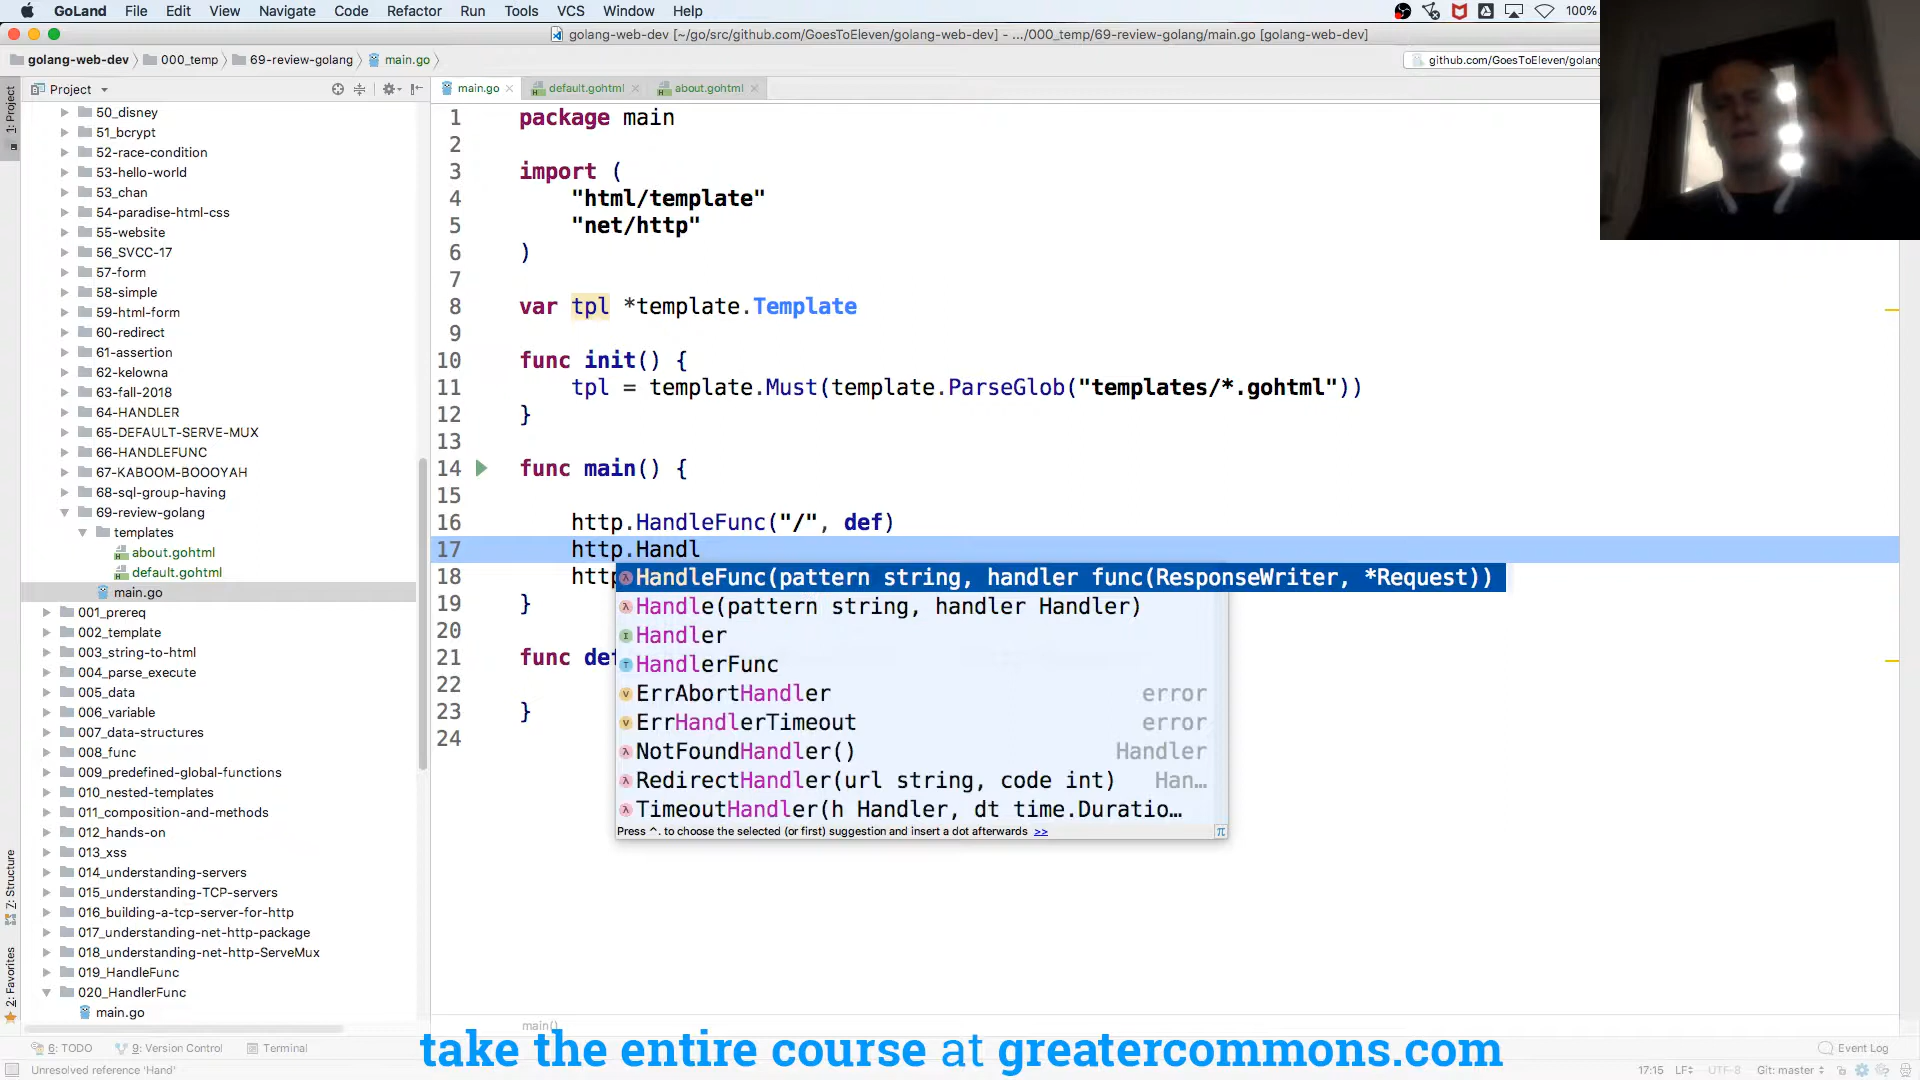 GoLand File Edit View Navigate Code Refactor Run Tools VCS Window Help 100%
golang-web-dev [~/go/src/github.com/GoesToEleven/golang-web-dev] - .../000_temp/69-review-golang/main.go [golang-web-dev]
golang-web-dev 000_temp 69-review-golang main.go github.com/GoesToEleven/golang
Project main.go default.gohtml about.gohtml
1: Project
50_disney
51_bcrypt
52-race-condition
53-hello-world
53_chan
54-paradise-html-css
55-website
56_SVCC-17
57-form
58-simple
59-html-form
60-redirect
61-assertion
62-kelowna
63-fall-2018
64-HANDLER
65-DEFAULT-SERVE-MUX
66-HANDLEFUNC
67-KABOOM-BOOOYAH
68-sql-group-having
69-review-golang
templates
about.gohtml
default.gohtml
main.go
001_prereq
002_template
003_string-to-html
004_parse_execute
005_data
006_variable
007_data-structures
008_func
009_predefined-global-functions
010_nested-templates
011_composition-and-methods
012_hands-on
013_xss
014_understanding-servers
015_understanding-TCP-servers
016_building-a-tcp-server-for-http
017_understanding-net-http-package
018_understanding-net-http-ServeMux
019_HandleFunc
020_HandlerFunc
main.go
7: Structure
2: Favorites
1 package main
2
3 import (
4 "html/template"
5 "net/http"
6 )
7
8 var tpl *template.Template
9
10 func init() {
11 tpl = template.Must(template.ParseGlob("templates/*.gohtml"))
12 }
13
14 func main() {
15
16 http.HandleFunc("/", def)
17 http.Handl
18 http
19 }
20
21 func def
22
23 }
24
HandleFunc(pattern string, handler func(ResponseWriter, *Request))
Handle(pattern string, handler Handler)
Handler
HandlerFunc
ErrAbortHandler error
ErrHandlerTimeout error
NotFoundHandler() Handler
RedirectHandler(url string, code int) Han…
TimeoutHandler(h Handler, dt time.Duratio…
Press ^. to choose the selected (or first) suggestion and insert a dot afterwards >> π
main()
take the entire course at greatercommons.com
6: TODO 9: Version Control Terminal Event Log
Unresolved reference 'Hand' 17:15 LF UTF-8 Git: master